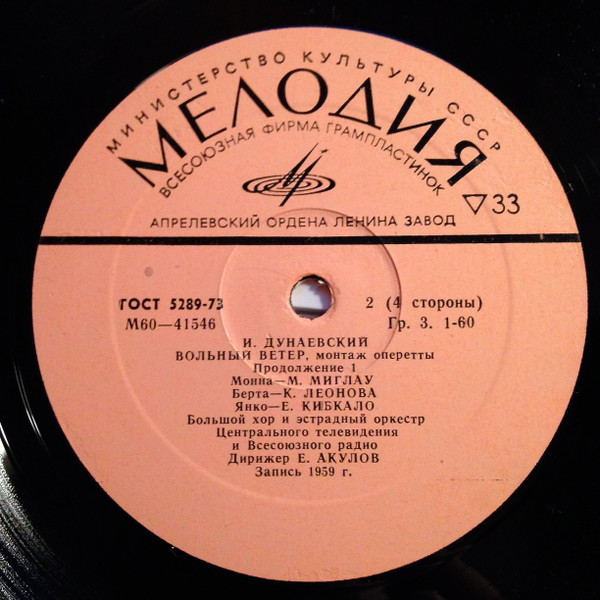 МИНИСТЕРСТВО КУЛЬТУРЫ СССР
МЕЛОДИЯ
ВСЕСОЮЗНАЯ ФИРМА ГРАМПЛАСТИНОК
▽33
АПРЕЛЕВСКИЙ ОРДЕНА ЛЕНИНА ЗАВОД
ГОСТ 5289-73
2 (4 стороны)
М60—41546
Гр. 3. 1-60
И. ДУНАЕВСКИЙ
ВОЛЬНЫЙ ВЕТЕР, монтаж оперетты
Продолжение 1
Монна—М. МИГЛАУ
Берта—К. ЛЕОНОВА
Янко—Е. КИБКАЛО
Большой хор и эстрадный оркестр
Центрального телевидения
и Всесоюзного радио
Дирижер Е. АКУЛОВ
Запись 1959 г.